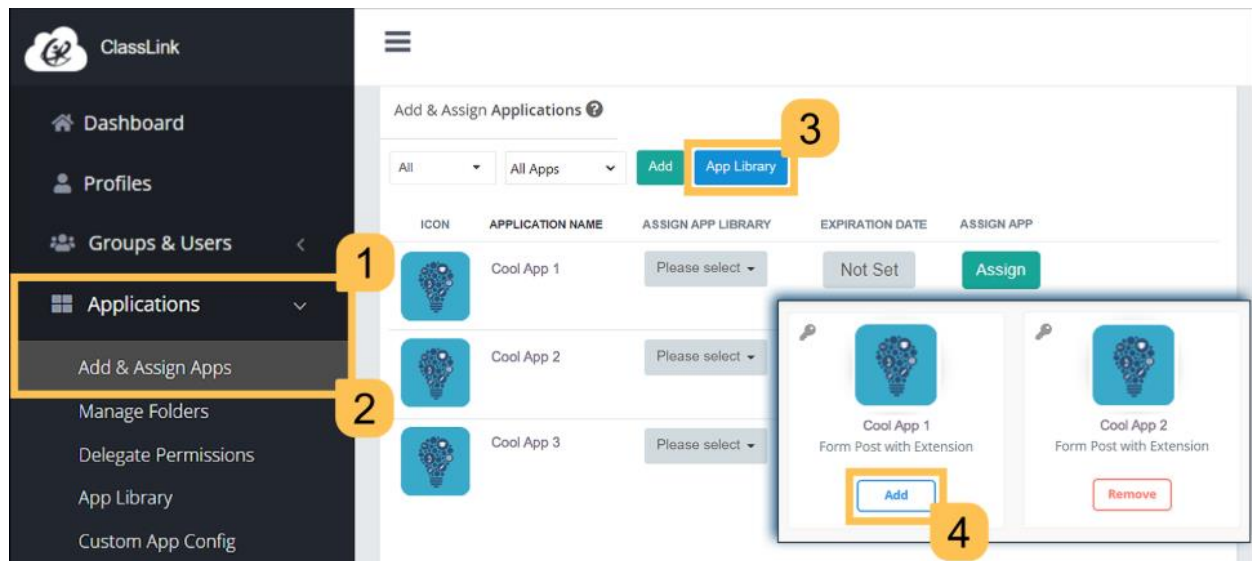 ClassLink
Dashboard
Profiles
Groups & Users
1
Applications
Add & Assign Apps
2
Manage Folders
Delegate Permissions
App Library
Custom App Config
Add & Assign Applications
3
All All Apps Add App Library
ICON APPLICATION NAME ASSIGN APP LIBRARY EXPIRATION DATE ASSIGN APP
Cool App 1 Please select Not Set Assign
Cool App 2 Please select
Cool App 3 Please select
Cool App 1 Cool App 2
Form Post with Extension Form Post with Extension
Add Remove
4